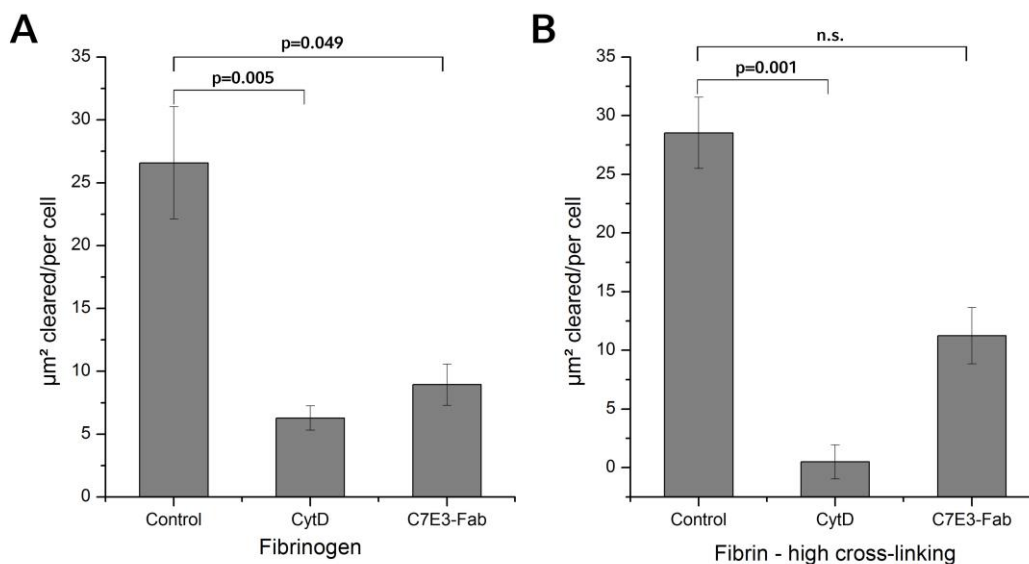 A
p=0.049
p=0.005
35
30
25
20
15
10
5
0
µm² cleared/per cell
Control CytD C7E3-Fab
Fibrinogen
B
n.s.
p=0.001
35
30
25
20
15
10
5
0
µm² cleared/per cell
Control CytD C7E3-Fab
Fibrin - high cross-linking